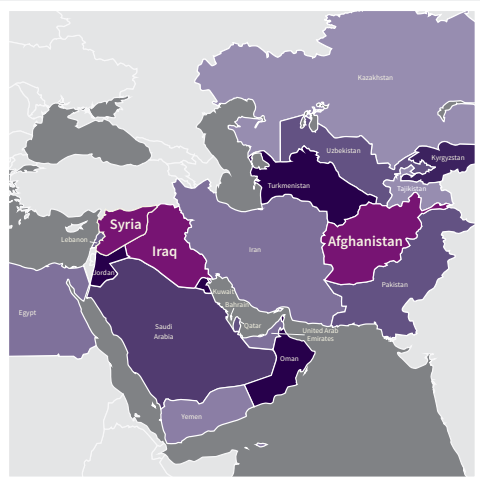 Kazakhstan
Uzbekistan
Kyrgyzstan
Turkmenistan
Tajikistan
Syria
Lebanon
Iraq
Afghanistan
Iran
Jordan
Pakistan
Kuwait
Bahrain
Egypt
Qatar
Saudi
Arabia
United Arab
Emirates
Oman
Yemen